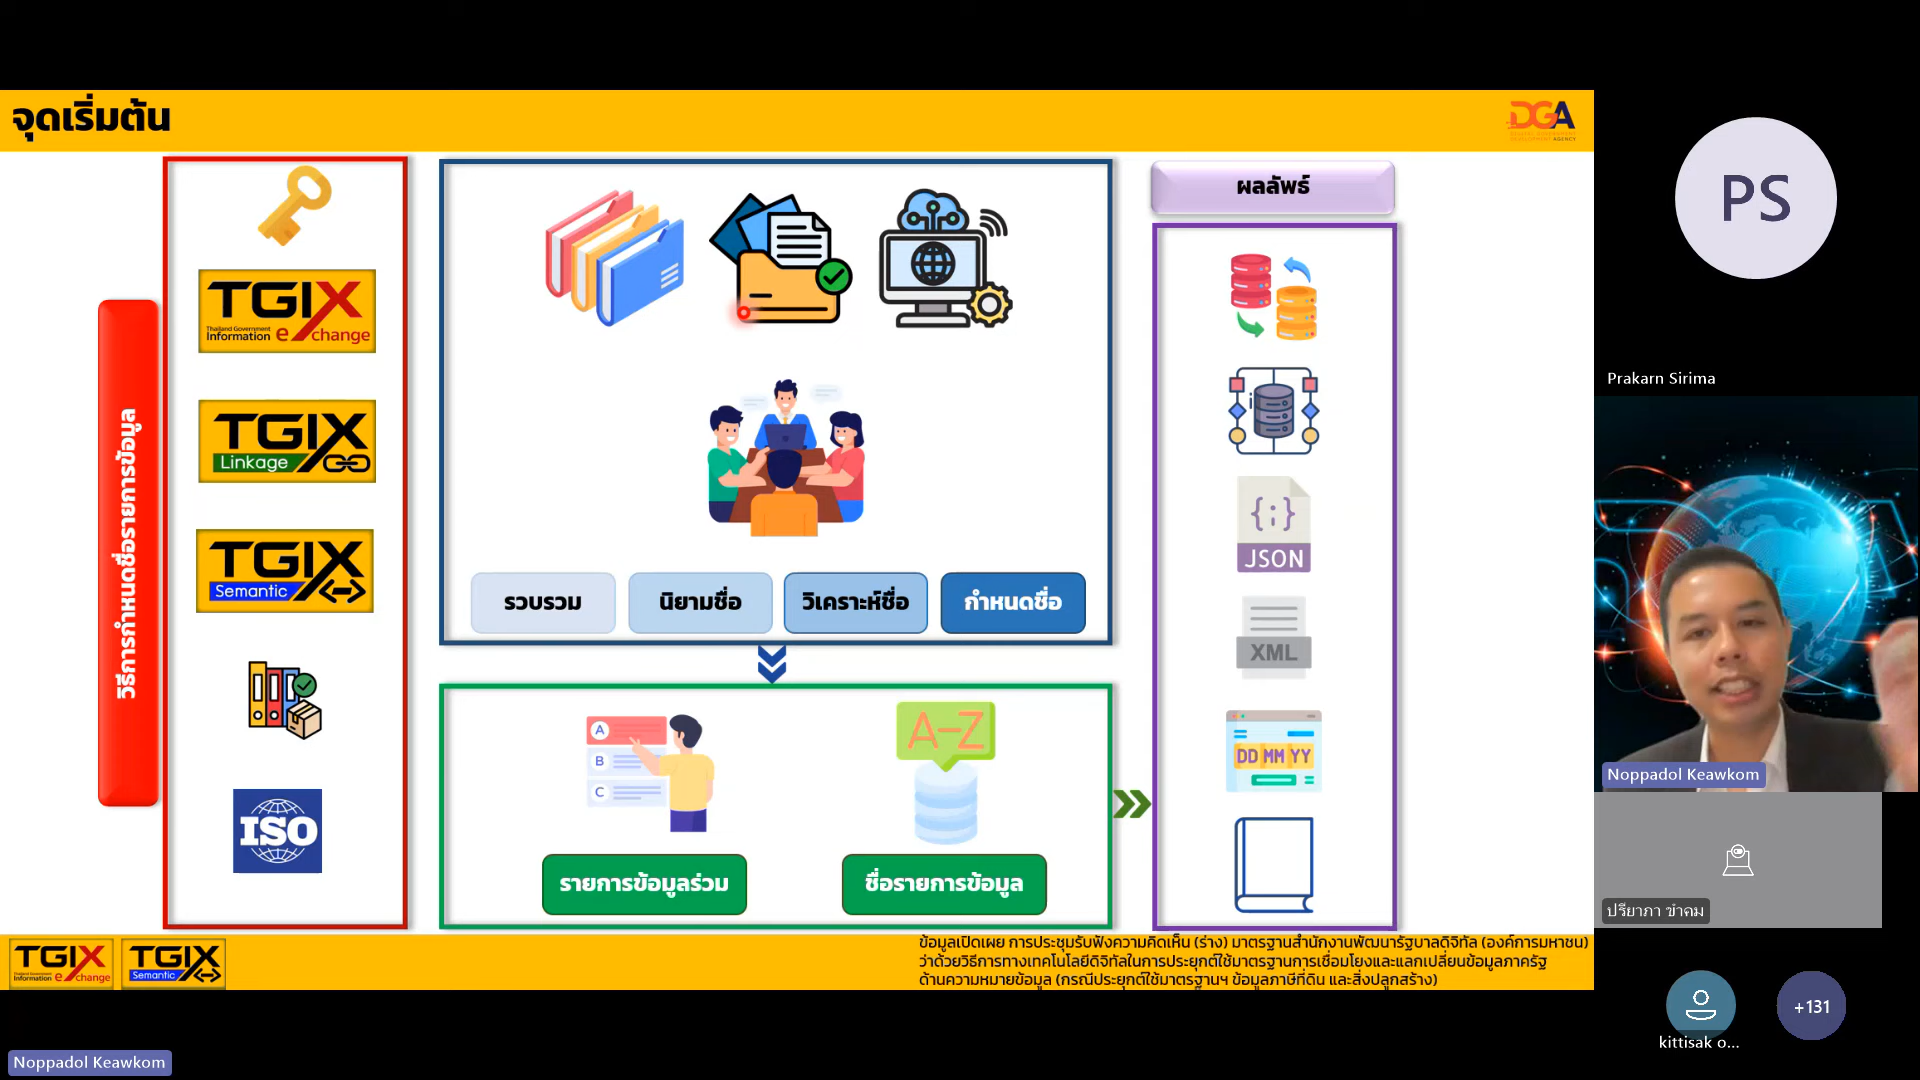 จุดเริ่มต้น
DGA
วิธีการกำหนดชื่อรายการข้อมูล
TGIX
Thailand Government
Information eXchange
TGIX
Linkage
TGIX
Semantic
ISO
รวบรวม
นิยามชื่อ
วิเคราะห์ชื่อ
กำหนดชื่อ
A
B
C
A-Z
รายการข้อมูลร่วม
ชื่อรายการข้อมูล
ผลลัพธ์
{;}
JSON
XML
DD MM YY
TGIX
Information eXchange
TGIX
Semantic
ข้อมูลเปิดเผย การประชุมรับฟังความคิดเห็น (ร่าง) มาตรฐานสำนักงานพัฒนารัฐบาลดิจิทัล (องค์การมหาชน)
ว่าด้วยวิธีการทางเทคโนโลยีดิจิทัลในการประยุกต์ใช้มาตรฐานการเชื่อมโยงและแลกเปลี่ยนข้อมูลภาครัฐ
ด้านความหมายข้อมูล (กรณีประยุกต์ใช้มาตรฐานฯ ข้อมูลภาษีที่ดิน และสิ่งปลูกสร้าง)
PS
Prakarn Sirima
Noppadol Keawkom
ปรียาภา ขำคม
kittisak o...
+131
Noppadol Keawkom